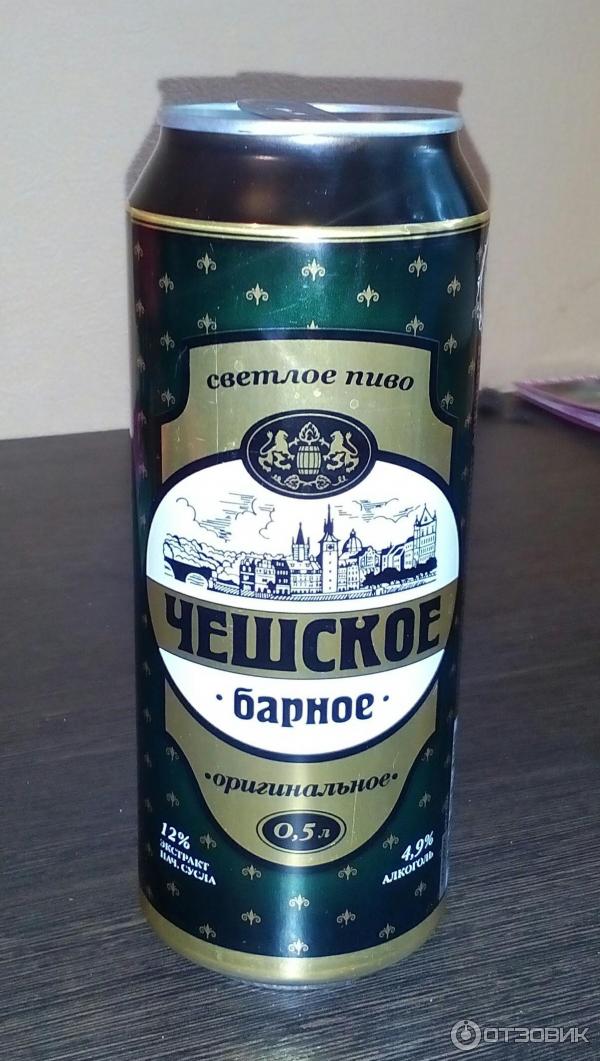 светлое пиво
ЧЕШСКОЕ
· барное ·
·оригинальное·
0,5 л
12%
ЭКСТРАКТ
НАЧ. СУСЛА
4,9%
АЛКОГОЛЬ
ОТЗОВИК